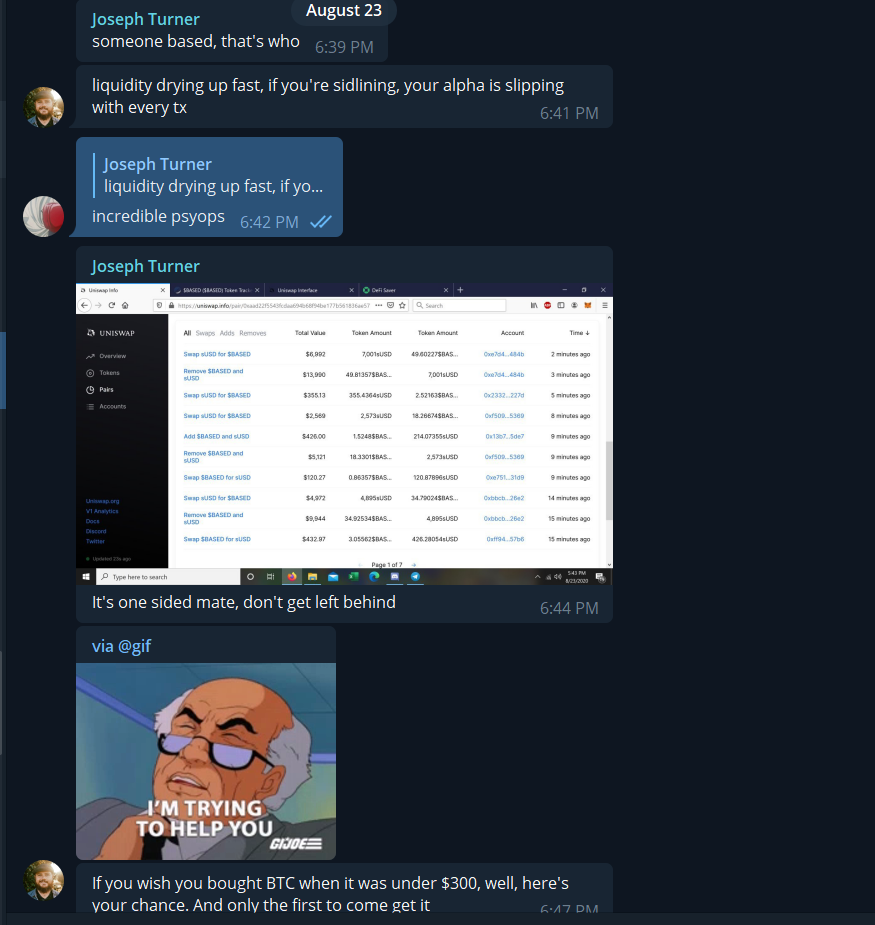 August 23
Joseph Turner
someone based, that's who 6:39 PM
liquidity drying up fast, if you're sidlining, your alpha is slipping
with every tx 6:41 PM
Joseph Turner
liquidity drying up fast, if yo...
incredible psyops 6:42 PM
Joseph Turner
Uniswap Info
$BASED ($BASED) Token Track
Uniswap Interface
DeFi Saver
Search
UNISWAP
Overview
Tokens
Pairs
Accounts
Uniswap.org
V1 Analytics
Docs
Discord
Twitter
Updated 23s ago
All Swaps Adds Removes Total Value Token Amount Token Amount Account Time ↓
Swap sUSD for $BASED $6,992 7,001sUSD 49.60227$BAS... 0xe7d4...484b 2 minutes ago
Remove $BASED and
sUSD $13,990 49.81357$BAS... 7,001sUSD 0xe7d4...484b 3 minutes ago
Swap sUSD for $BASED $355.13 355.4364sUSD 2.52163$BAS... 0x2332...227d 5 minutes ago
Swap sUSD for $BASED $2,569 2,573sUSD 18.26674$BAS... 0xf509...5369 8 minutes ago
Add $BASED and sUSD $426.00 1.5248$BAS... 214.07355sUSD 0x13b7...5de7 9 minutes ago
Remove $BASED and
sUSD $5,121 18.3301$BAS... 2,573sUSD 0xf509...5369 9 minutes ago
Swap $BASED for sUSD $120.27 0.86357$BAS... 120.87896sUSD 0xe751...31d9 9 minutes ago
Swap sUSD for $BASED $4,972 4,895sUSD 34.79024$BAS... 0xbbcb...26e2 14 minutes ago
Remove $BASED and
sUSD $9,944 34.92534$BAS... 4,895sUSD 0xbbcb...26e2 15 minutes ago
Swap $BASED for sUSD $432.97 3.05562$BAS... 426.28054sUSD 0xff94...57b6 15 minutes ago
Page 1 of 7
Type here to search
5:43 PM
8/23/2020
It's one sided mate, don't get left behind 6:44 PM
via @gif
I'M TRYING
TO HELP YOU
GIJOE
If you wish you bought BTC when it was under $300, well, here's
your chance. And only the first to come get it 6:47 PM